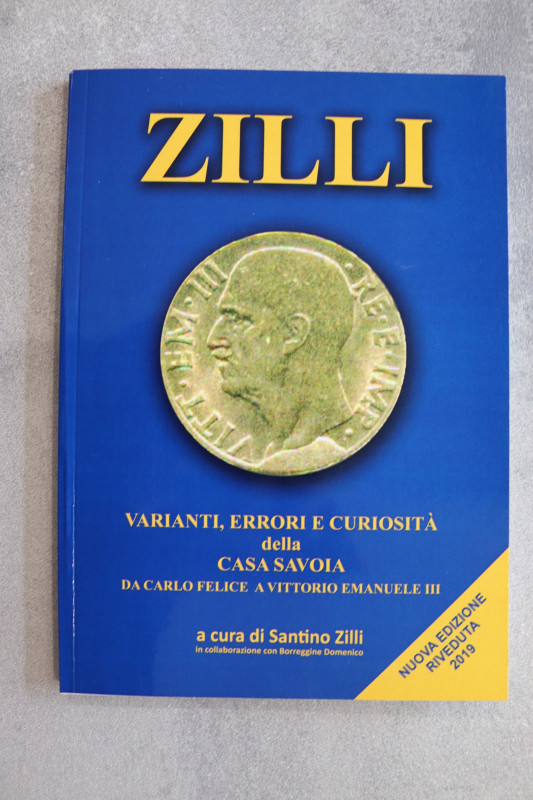 ZILLI
VITT·EM·III·RE·E·IMP·
VARIANTI, ERRORI E CURIOSITÀ
della
CASA SAVOIA
DA CARLO FELICE A VITTORIO EMANUELE III
a cura di Santino Zilli
in collaborazione con Borreggine Domenico
NUOVA EDIZIONE
RIVEDUTA
2019